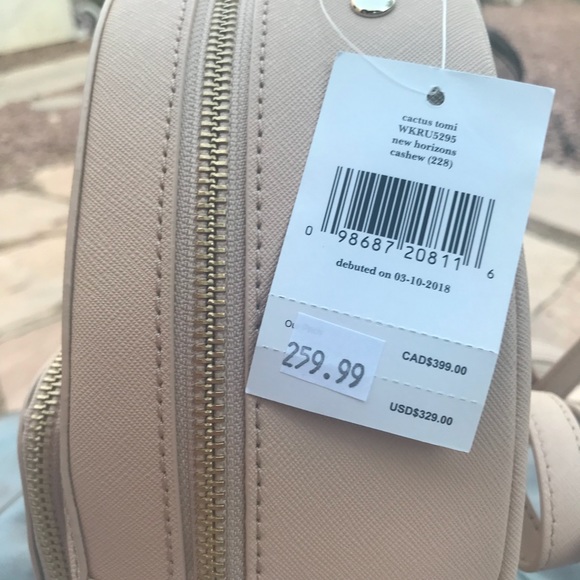 cactus tomi
WKRU5295
new horizons
cashew (228)
0 98687 20811 6
debuted on 03-10-2018
CAD$399.00
259.99
USD$329.00